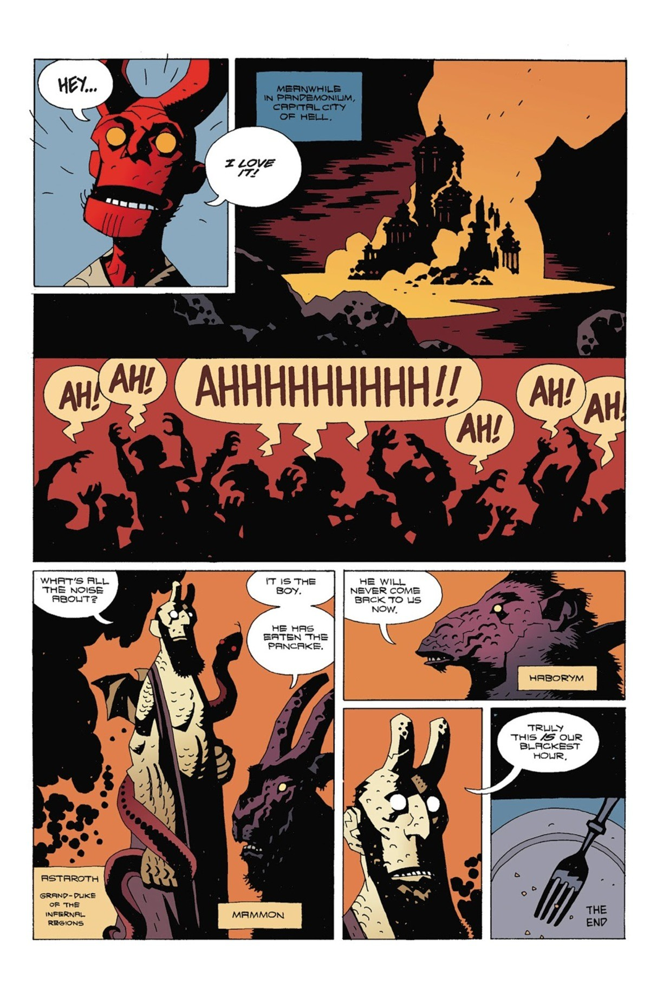 HEY...
I LOVE
IT!
MEANWHILE
IN PANDEMONIUM,
CAPITAL CITY
OF HELL.
AH!
AH!
AHHHHHHHHHH!!
AH!
AH!
AH!
WHAT'S ALL
THE NOISE
ABOUT?
IT IS THE
BOY.
HE HAS
EATEN THE
PANCAKE.
ASTAROTH
GRAND-DUKE
OF THE
INFERNAL
REGIONS
MAMMON
HE WILL
NEVER COME
BACK TO US
NOW.
HABORYM
TRULY
THIS IS OUR
BLACKEST
HOUR.
THE
END